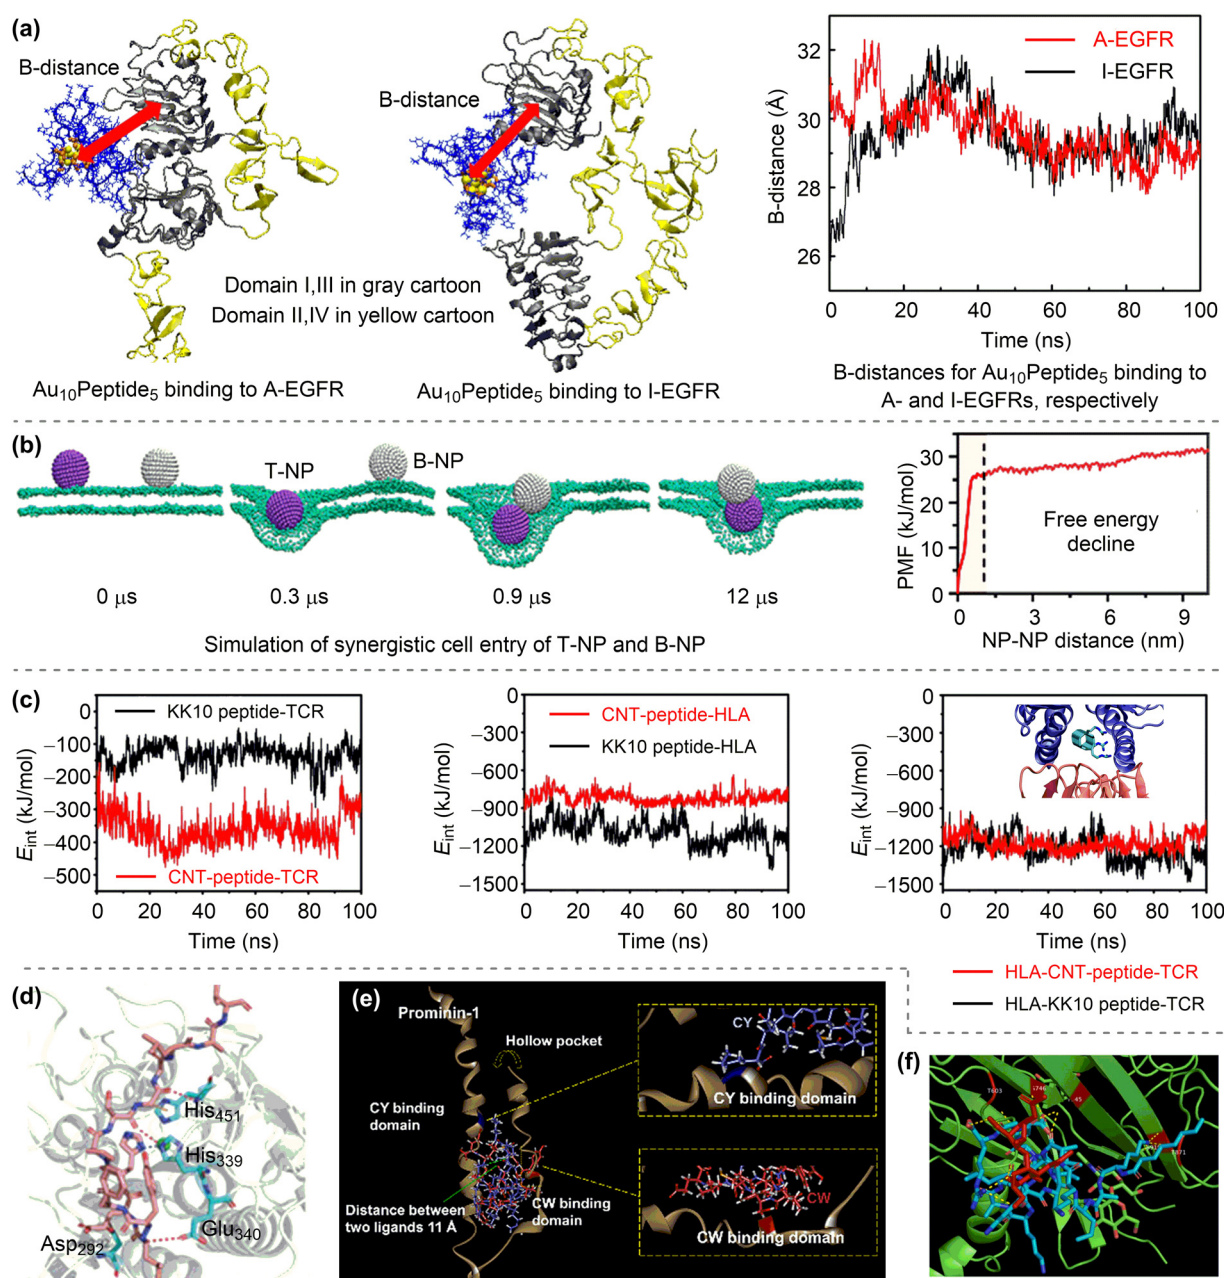 (a)
B-distance
B-distance
Domain I,III in gray cartoon
Domain II,IV in yellow cartoon
Au10Peptide5 binding to A-EGFR
Au10Peptide5 binding to I-EGFR
32
30
28
26
B-distance (Å)
A-EGFR
I-EGFR
0 20 40 60 80 100
Time (ns)
B-distances for Au10Peptide5 binding to
A- and I-EGFRs, respectively
(b)
T-NP
B-NP
0 μs
0.3 μs
0.9 μs
12 μs
Simulation of synergistic cell entry of T-NP and B-NP
30
20
10
0
PMF (kJ/mol)
Free energy
decline
0 3 6 9
NP-NP distance (nm)
(c)
0
−100
−200
−300
−400
−500
Eint (kJ/mol)
KK10 peptide-TCR
CNT-peptide-TCR
0 20 40 60 80 100
Time (ns)
0
−300
−600
−900
−1200
−1500
Eint (kJ/mol)
CNT-peptide-HLA
KK10 peptide-HLA
0 20 40 60 80 100
Time (ns)
0
−300
−600
−900
−1200
−1500
Eint (kJ/mol)
0 20 40 60 80 100
Time (ns)
HLA-CNT-peptide-TCR
HLA-KK10 peptide-TCR
(d)
His451
His339
Glu340
Asp292
(e)
Prominin-1
Hollow pocket
CY binding
domain
Distance between
two ligands 11 Å
CW binding
domain
CY
CY binding domain
CW
CW binding domain
(f)
T603